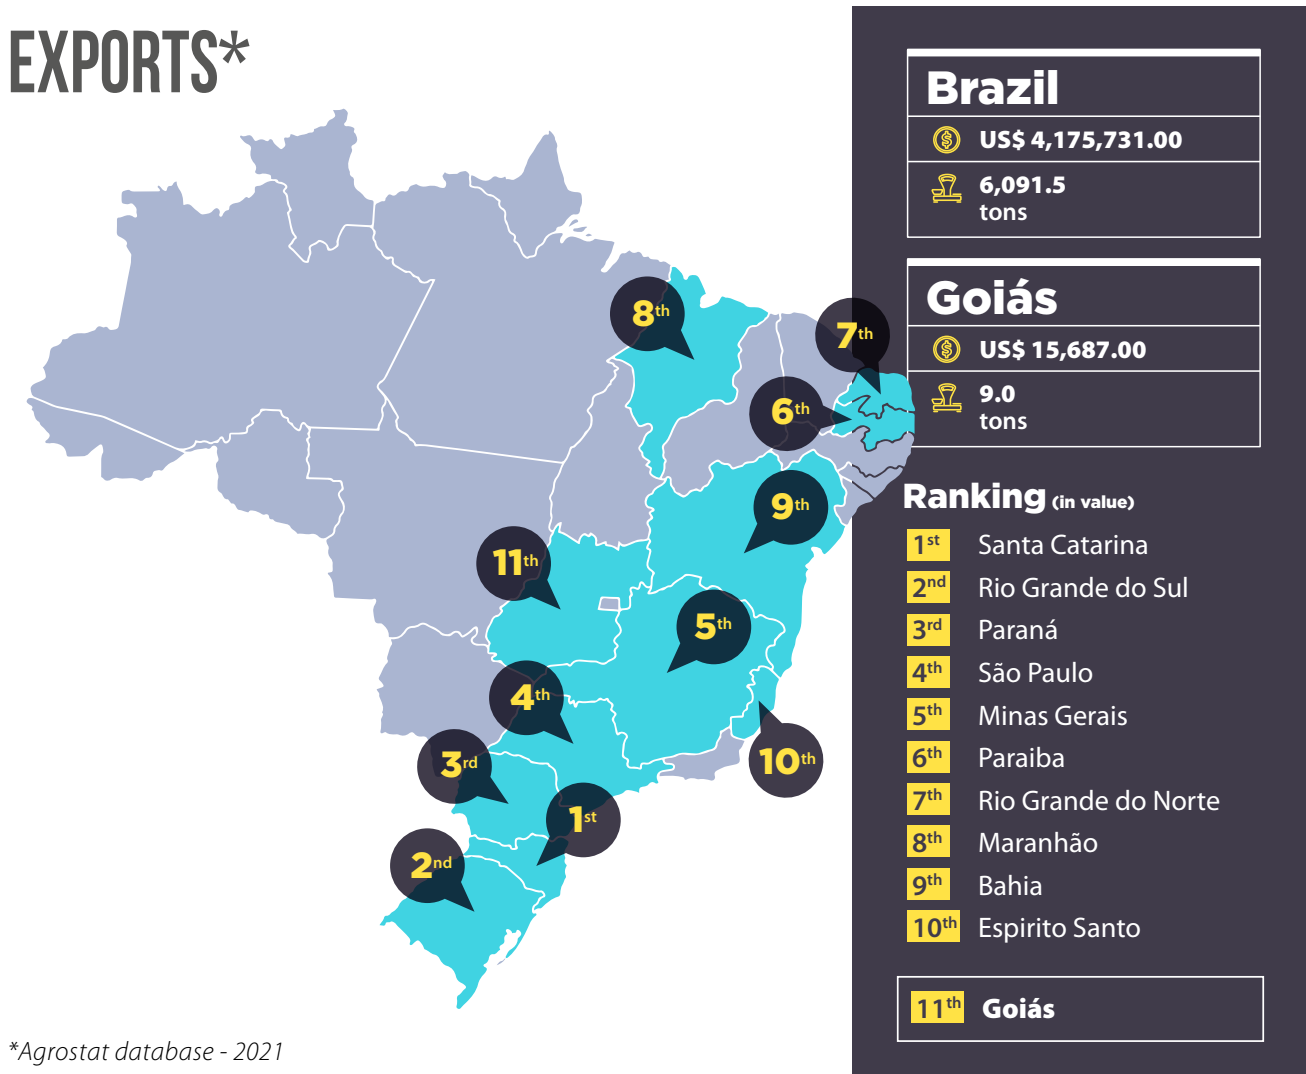 EXPORTS*
8th
7th
6th
9th
11th
5th
4th
10th
3rd
1st
2nd
*Agrostat database - 2021
Brazil
US$ 4,175,731.00
6,091.5
tons
Goiás
US$ 15,687.00
9.0
tons
Ranking (in value)
1st Santa Catarina
2nd Rio Grande do Sul
3rd Paraná
4th São Paulo
5th Minas Gerais
6th Paraiba
7th Rio Grande do Norte
8th Maranhão
9th Bahia
10th Espirito Santo
11th Goiás